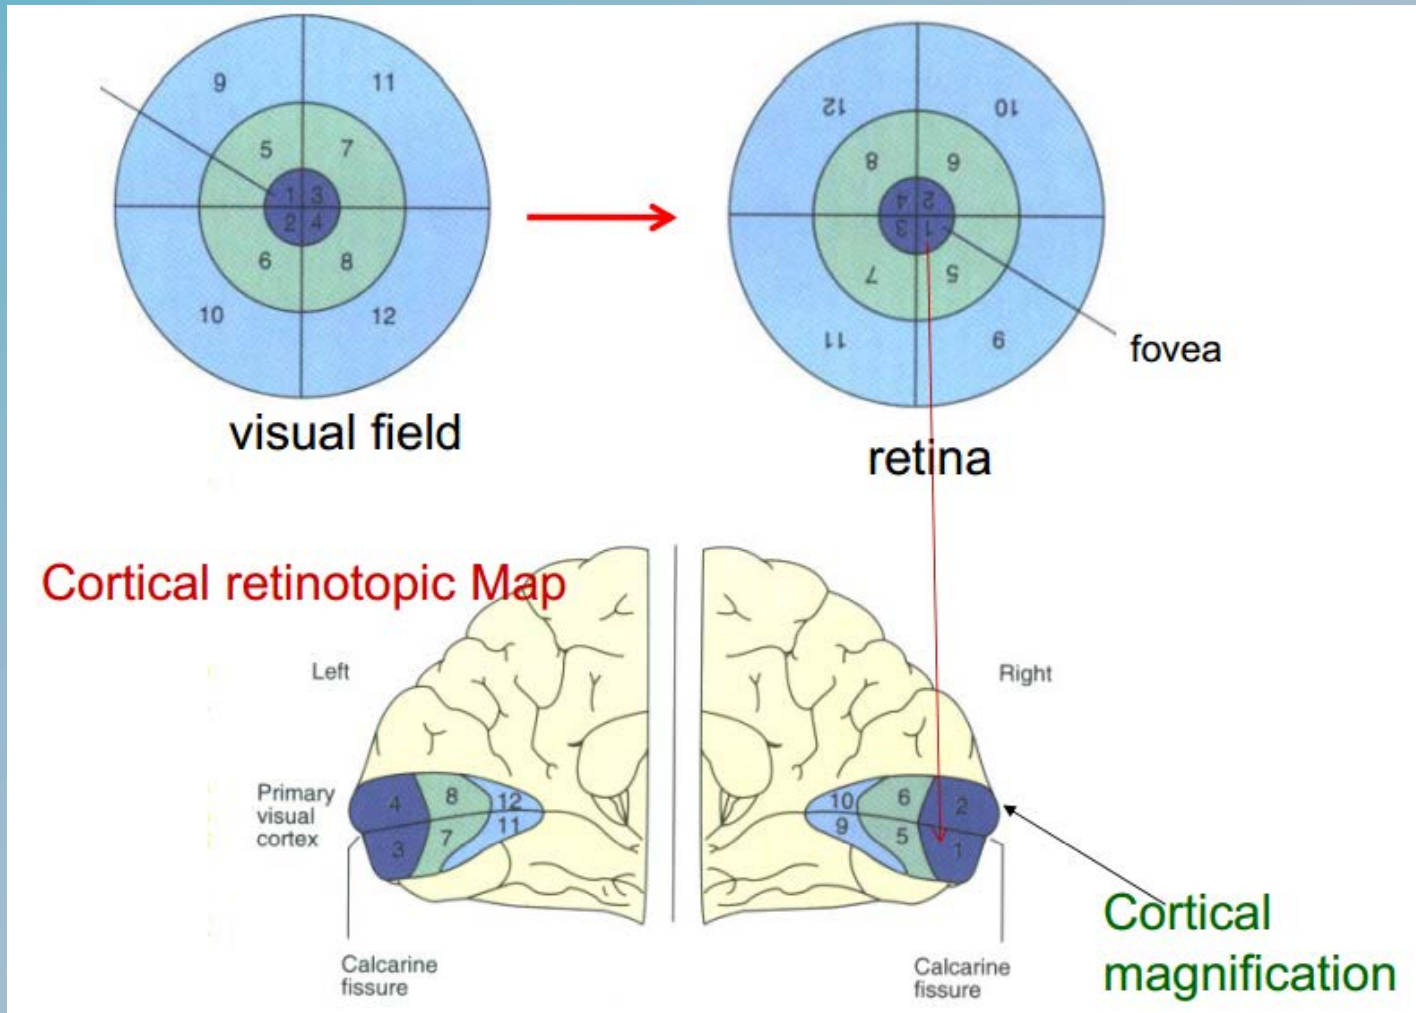 9 11
5 7
1 3
2 4
6 8
10 12
visual field
12 10
8 6
4 2
3 1
7 5
11 9
fovea
retina
Cortical retinotopic Map
Left
Right
Primary
visual
cortex
4 8 12
3 7 11
10 6 2
9 5 1
Calcarine
fissure
Calcarine
fissure
Cortical
magnification